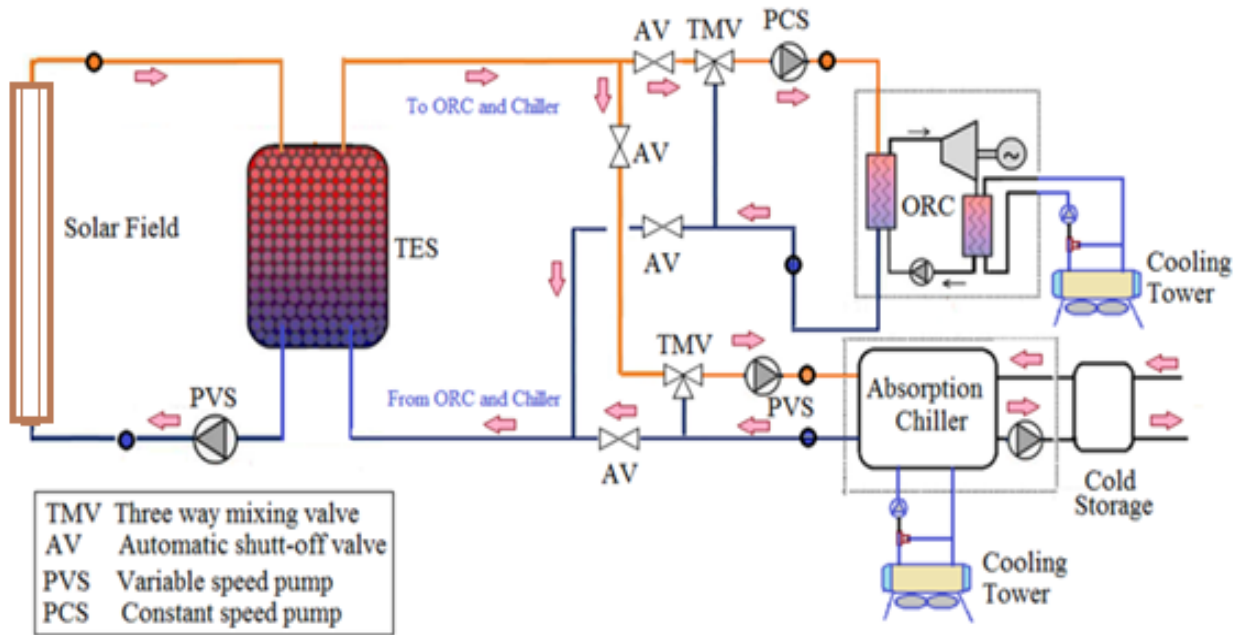 AV TMV PCS
To ORC and Chiller
AV
Solar Field
TES
ORC
AV
Cooling
Tower
TMV
PVS
From ORC and Chiller
PVS
Absorption
Chiller
AV
Cold
Storage
TMV Three way mixing valve
AV Automatic shutt-off valve
PVS Variable speed pump
PCS Constant speed pump
Cooling
Tower